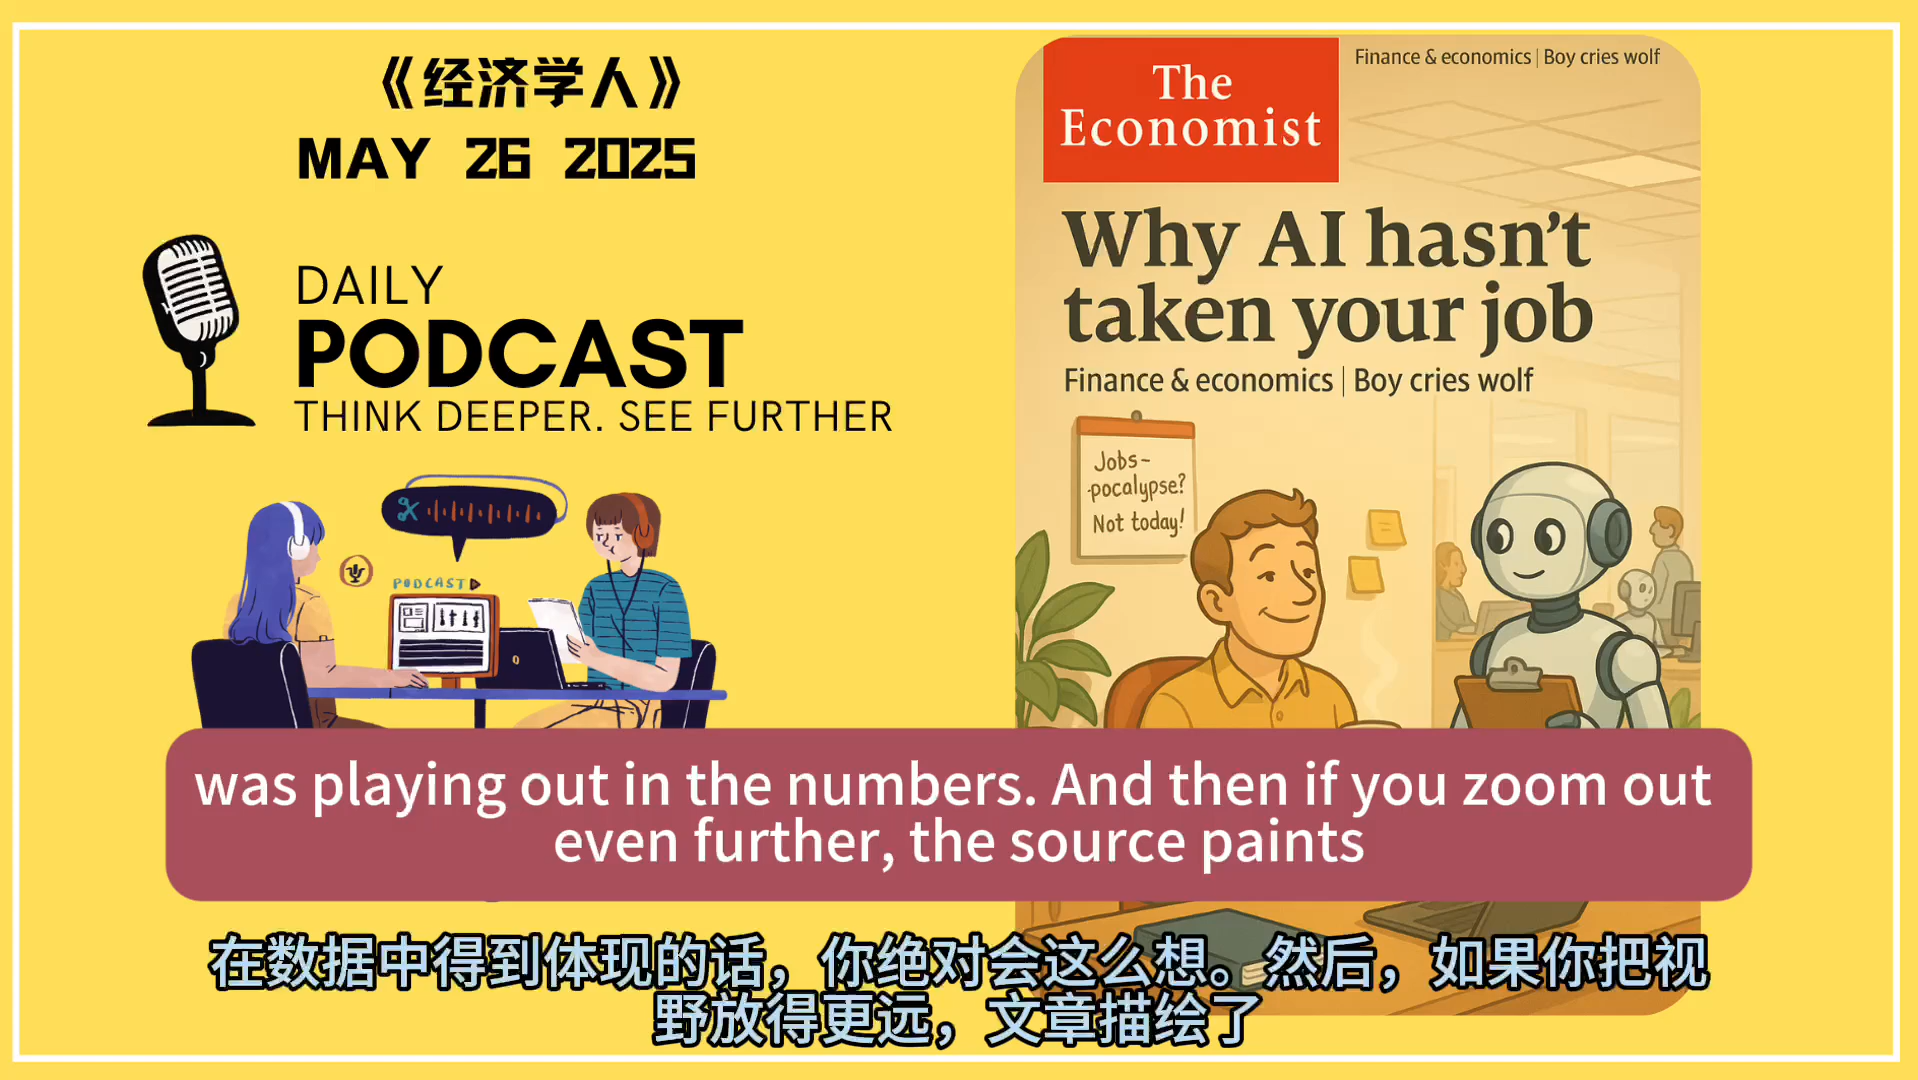 《经济学人》
MAY 26 2025
DAILY
PODCAST
THINK DEEPER. SEE FURTHER
PODCAST
The
Economist
Finance & economics | Boy cries wolf
Why AI hasn't
taken your job
Finance & economics | Boy cries wolf
Jobs-
-pocalypse?
Not today!
was playing out in the numbers. And then if you zoom out
even further, the source paints
在数据中得到体现的话，你绝对会这么想。然后，如果你把视
野放得更远，文章描绘了